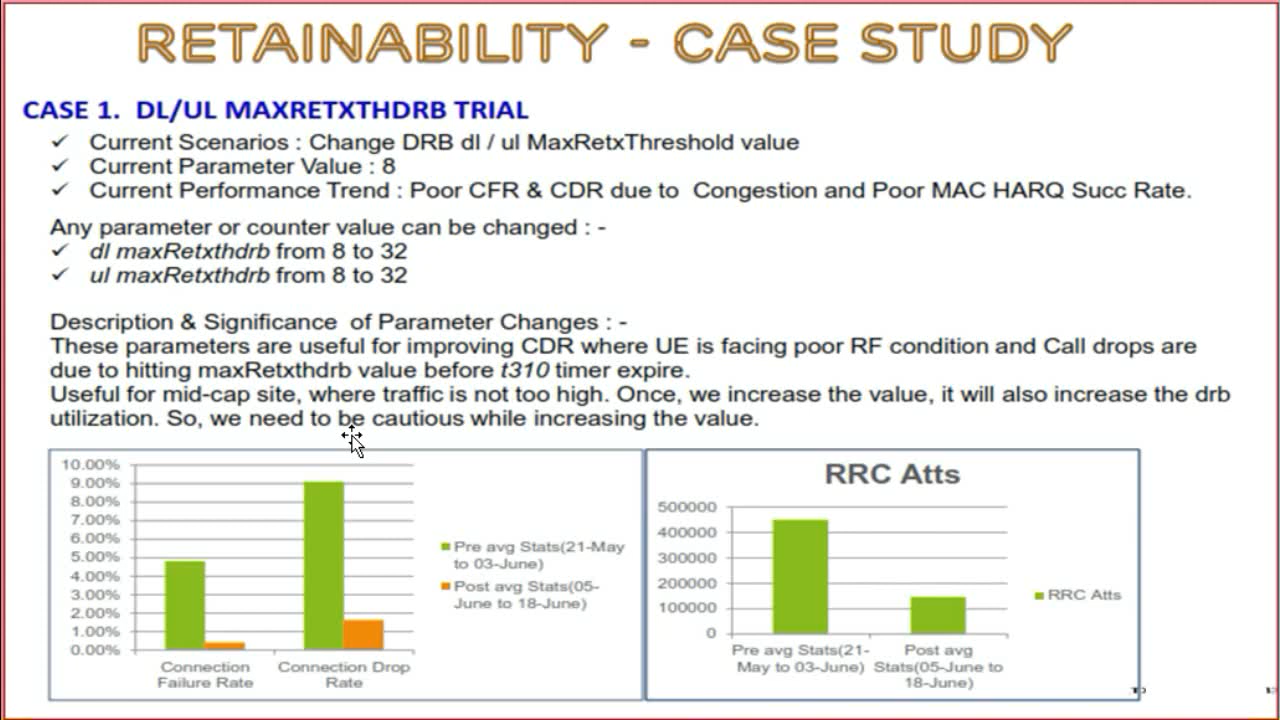 RETAINABILITY - CASE STUDY
CASE 1. DL/UL MAXRETXTHDRB TRIAL
✓ Current Scenarios : Change DRB dl / ul MaxRetxThreshold value
✓ Current Parameter Value : 8
✓ Current Performance Trend : Poor CFR & CDR due to Congestion and Poor MAC HARQ Succ Rate.
Any parameter or counter value can be changed : -
✓ dl maxRetxthdrb from 8 to 32
✓ ul maxRetxthdrb from 8 to 32
Description & Significance of Parameter Changes : -
These parameters are useful for improving CDR where UE is facing poor RF condition and Call drops are
due to hitting maxRetxthdrb value before t310 timer expire.
Useful for mid-cap site, where traffic is not too high. Once, we increase the value, it will also increase the drb
utilization. So, we need to be cautious while increasing the value.
10.00%
9.00%
8.00%
7.00%
6.00%
5.00%
4.00%
3.00%
2.00%
1.00%
0.00%
Connection
Failure Rate
Connection Drop
Rate
Pre avg Stats(21-May
to 03-June)
Post avg Stats(05-
June to 18-June)
RRC Atts
500000
400000
300000
200000
100000
0
Pre avg Stats(21-
May to 03-June)
Post avg
Stats(05-June to
18-June)
RRC Atts